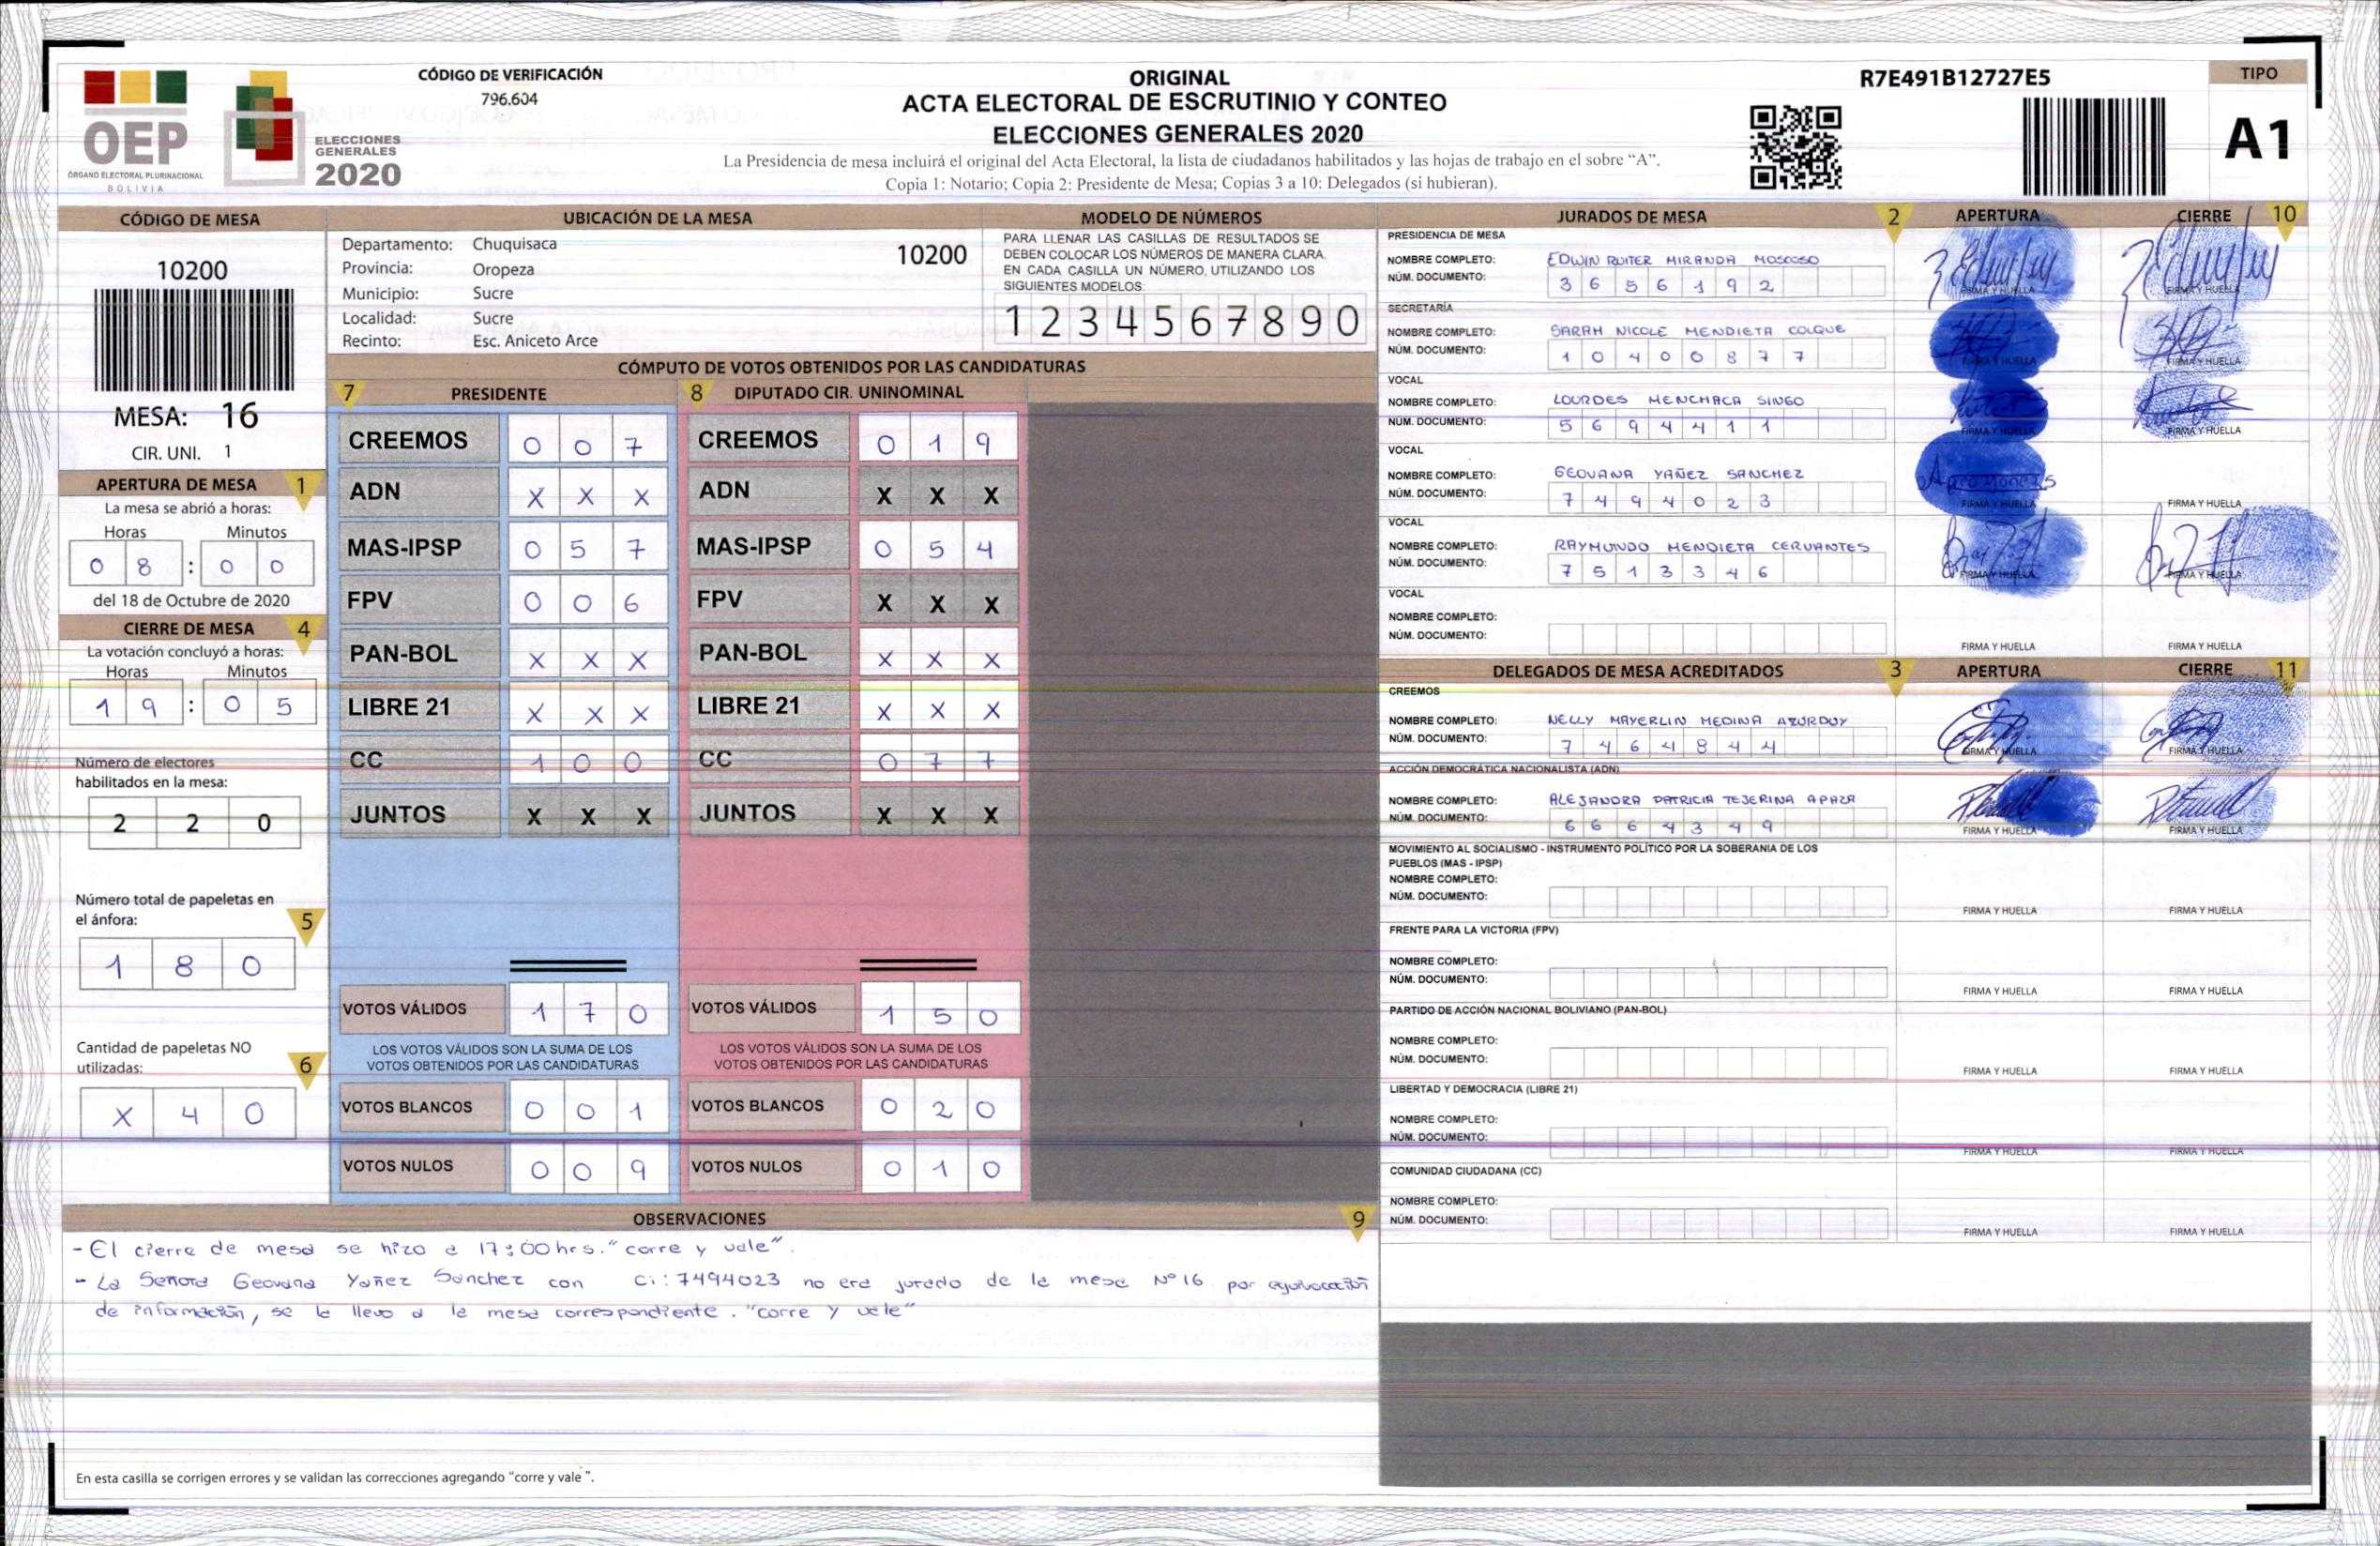 CÓDIGO DE VERIFICACIÓN
796.604
OEP
ÓRGANO ELECTORAL PLURINACIONAL
BOLIVIA
ELECCIONES
GENERALES
2020
ORIGINAL
ACTA ELECTORAL DE ESCRUTINIO Y CONTEO
ELECCIONES GENERALES 2020
La Presidencia de mesa incluirá el original del Acta Electoral, la lista de ciudadanos habilitados y las hojas de trabajo en el sobre “A”.
Copia 1: Notario; Copia 2: Presidente de Mesa; Copias 3 a 10: Delegados (si hubieran).
R7E491B12727E5
TIPO
A1
CÓDIGO DE MESA
10200
MESA: 16
CIR. UNI. 1
APERTURA DE MESA 1
La mesa se abrió a horas:
Horas Minutos
0 8 : 0 0
del 18 de Octubre de 2020
CIERRE DE MESA 4
La votación concluyó a horas:
Horas Minutos
1 9 : 0 5
Número de electores
habilitados en la mesa:
2 2 0
Número total de papeletas en
el ánfora:
5
1 8 0
Cantidad de papeletas NO
utilizadas:
6
X 4 0
UBICACIÓN DE LA MESA
Departamento: Chuquisaca
10200
Provincia: Oropeza
Municipio: Sucre
Localidad: Sucre
Recinto: Esc. Aniceto Arce
MODELO DE NÚMEROS
PARA LLENAR LAS CASILLAS DE RESULTADOS SE
DEBEN COLOCAR LOS NÚMEROS DE MANERA CLARA.
EN CADA CASILLA UN NÚMERO, UTILIZANDO LOS
SIGUIENTES MODELOS:
1 2 3 4 5 6 7 8 9 0
CÓMPUTO DE VOTOS OBTENIDOS POR LAS CANDIDATURAS
7 PRESIDENTE
CREEMOS 0 0 7
ADN X X X
MAS-IPSP 0 5 7
FPV 0 0 6
PAN-BOL X X X
LIBRE 21 X X X
CC 1 0 0
JUNTOS X X X
VOTOS VÁLIDOS 1 7 0
LOS VOTOS VÁLIDOS SON LA SUMA DE LOS
VOTOS OBTENIDOS POR LAS CANDIDATURAS
VOTOS BLANCOS 0 0 1
VOTOS NULOS 0 0 9
8 DIPUTADO CIR. UNINOMINAL
CREEMOS 0 1 9
ADN X X X
MAS-IPSP 0 5 4
FPV X X X
PAN-BOL X X X
LIBRE 21 X X X
CC 0 7 7
JUNTOS X X X
VOTOS VÁLIDOS 1 5 0
LOS VOTOS VÁLIDOS SON LA SUMA DE LOS
VOTOS OBTENIDOS POR LAS CANDIDATURAS
VOTOS BLANCOS 0 2 0
VOTOS NULOS 0 1 0
OBSERVACIONES 9
- El cierre de mesa se hizo a 17:00 hrs. "corre y vale".
- La Señora Geovana Yañez Sanchez con Ci: 7494023 no era jurado de la mesa Nº 16 por equivocación
de información, se la llevo a la mesa correspondiente. "corre y vale"
En esta casilla se corrigen errores y se validan las correcciones agregando “corre y vale ”.
JURADOS DE MESA 2 APERTURA CIERRE 10
PRESIDENCIA DE MESA
NOMBRE COMPLETO: EDWIN RUITER MIRANDA MOSCOSO
NÚM. DOCUMENTO: 3 6 5 6 1 9 2
FIRMA Y HUELLA FIRMA Y HUELLA
SECRETARÍA
NOMBRE COMPLETO: SARAH NICOLE MENDIETA COLQUE
NÚM. DOCUMENTO: 1 0 4 0 0 8 7 7
FIRMA Y HUELLA FIRMA Y HUELLA
VOCAL
NOMBRE COMPLETO: LOURDES MENCHACA SINGO
NÚM. DOCUMENTO: 5 6 9 4 4 1 1
FIRMA Y HUELLA FIRMA Y HUELLA
VOCAL
NOMBRE COMPLETO: GEOVANA YAÑEZ SANCHEZ
NÚM. DOCUMENTO: 7 4 9 4 0 2 3
FIRMA Y HUELLA FIRMA Y HUELLA
VOCAL
NOMBRE COMPLETO: RAYMUNDO MENDIETA CERVANTES
NÚM. DOCUMENTO: 7 5 1 3 3 4 6
FIRMA Y HUELLA FIRMA Y HUELLA
VOCAL
NOMBRE COMPLETO:
NÚM. DOCUMENTO:
FIRMA Y HUELLA FIRMA Y HUELLA
DELEGADOS DE MESA ACREDITADOS 3 APERTURA CIERRE 11
CREEMOS
NOMBRE COMPLETO: NELLY MAYERLIN MEDINA AZURDUY
NÚM. DOCUMENTO: 7 4 6 4 8 4 4
FIRMA Y HUELLA FIRMA Y HUELLA
ACCIÓN DEMOCRÁTICA NACIONALISTA (ADN)
NOMBRE COMPLETO: ALEJANDRA PATRICIA TEJERINA APAZA
NÚM. DOCUMENTO: 6 6 6 4 3 4 9
FIRMA Y HUELLA FIRMA Y HUELLA
MOVIMIENTO AL SOCIALISMO - INSTRUMENTO POLÍTICO POR LA SOBERANIA DE LOS
PUEBLOS (MAS - IPSP)
NOMBRE COMPLETO:
NÚM. DOCUMENTO:
FIRMA Y HUELLA FIRMA Y HUELLA
FRENTE PARA LA VICTORIA (FPV)
NOMBRE COMPLETO:
NÚM. DOCUMENTO:
FIRMA Y HUELLA FIRMA Y HUELLA
PARTIDO DE ACCIÓN NACIONAL BOLIVIANO (PAN-BOL)
NOMBRE COMPLETO:
NÚM. DOCUMENTO:
FIRMA Y HUELLA FIRMA Y HUELLA
LIBERTAD Y DEMOCRACIA (LIBRE 21)
NOMBRE COMPLETO:
NÚM. DOCUMENTO:
FIRMA Y HUELLA FIRMA Y HUELLA
COMUNIDAD CIUDADANA (CC)
NOMBRE COMPLETO:
NÚM. DOCUMENTO:
FIRMA Y HUELLA FIRMA Y HUELLA